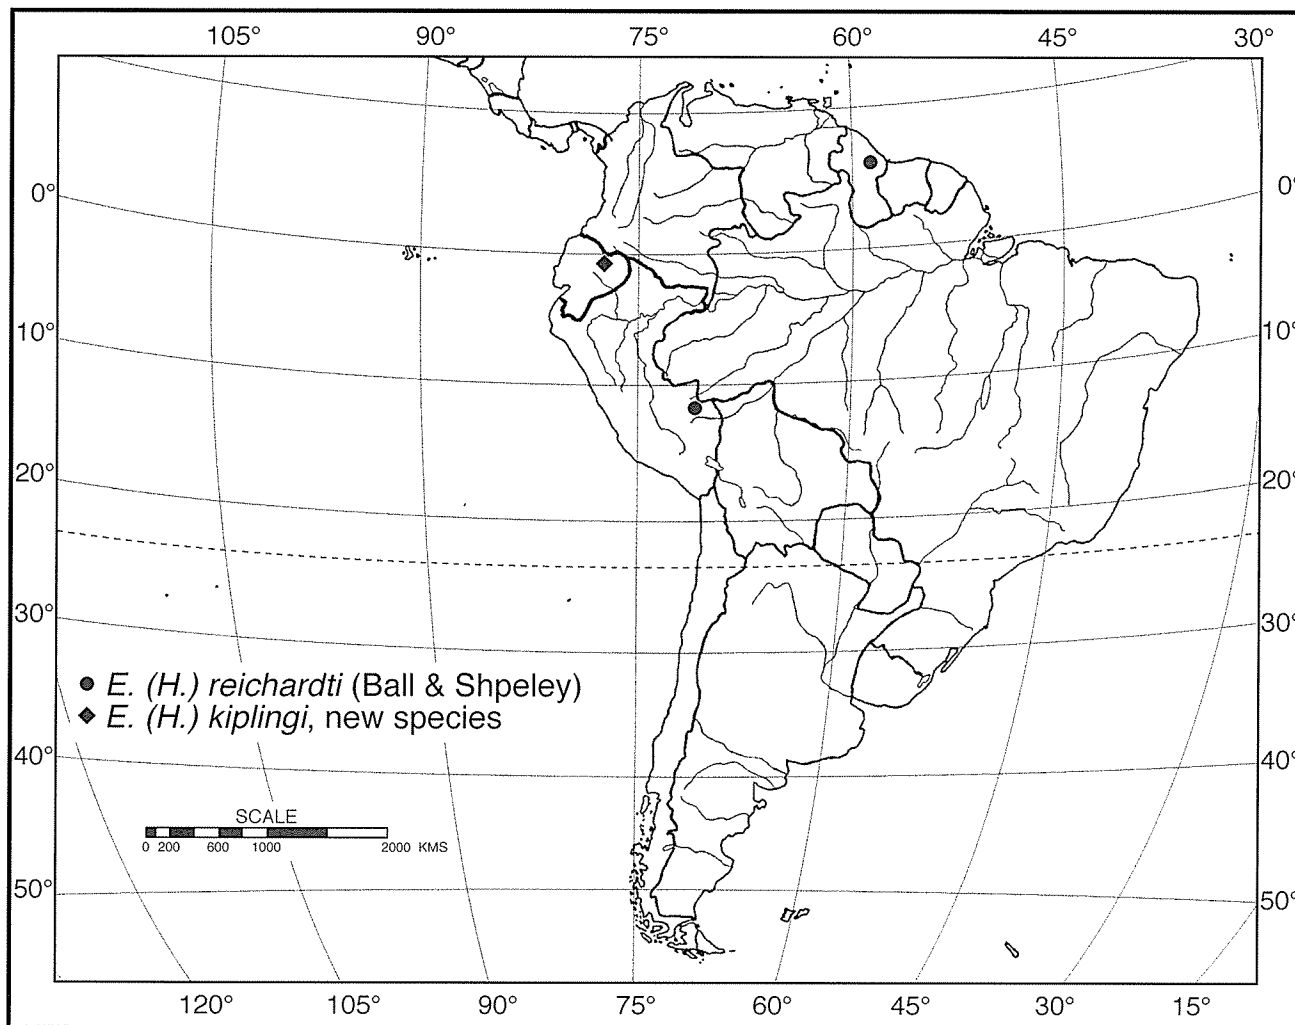 105° 90° 75° 60° 45° 30°
0° 0°
10° 10°
20° 20°
30° 30°
E. (H.) reichardti (Ball & Shpeley)
E. (H.) kiplingi, new species
40° 40°
SCALE
0 200 600 1000 2000 KMS
50° 50°
120° 105° 90° 75° 60° 45° 30° 15°